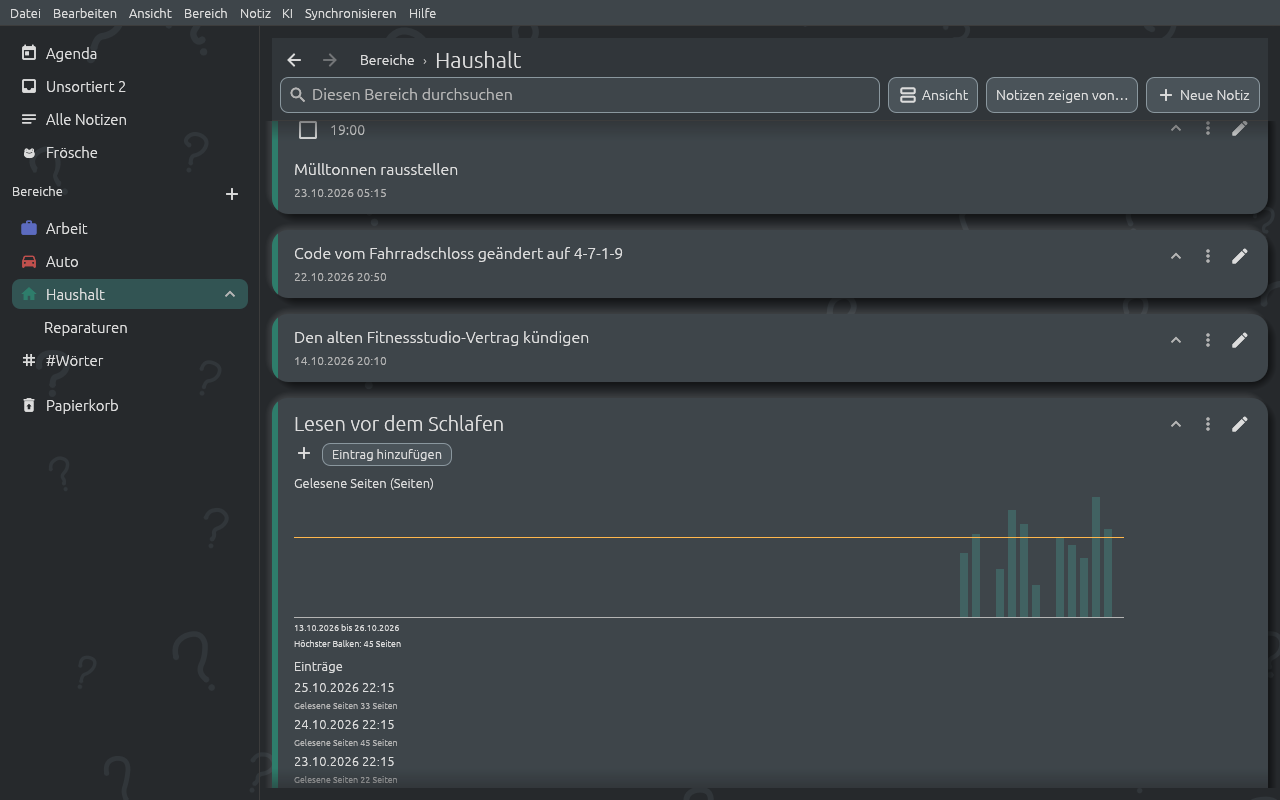 Datei Bearbeiten Ansicht Bereich Notiz KI Synchronisieren Hilfe
Agenda
Unsortiert 2
Alle Notizen
Frösche
Bereiche
Arbeit
Auto
Haushalt
Reparaturen
#Wörter
Papierkorb
Bereiche › Haushalt
Diesen Bereich durchsuchen
Ansicht
Notizen zeigen von…
Neue Notiz
19:00
Mülltonnen rausstellen
23.10.2026 05:15
Code vom Fahrradschloss geändert auf 4-7-1-9
22.10.2026 20:50
Den alten Fitnessstudio-Vertrag kündigen
14.10.2026 20:10
Lesen vor dem Schlafen
Eintrag hinzufügen
Gelesene Seiten (Seiten)
13.10.2026 bis 26.10.2026
Höchster Balken: 45 Seiten
Einträge
25.10.2026 22:15
Gelesene Seiten 33 Seiten
24.10.2026 22:15
Gelesene Seiten 45 Seiten
23.10.2026 22:15
Gelesene Seiten 22 Seiten